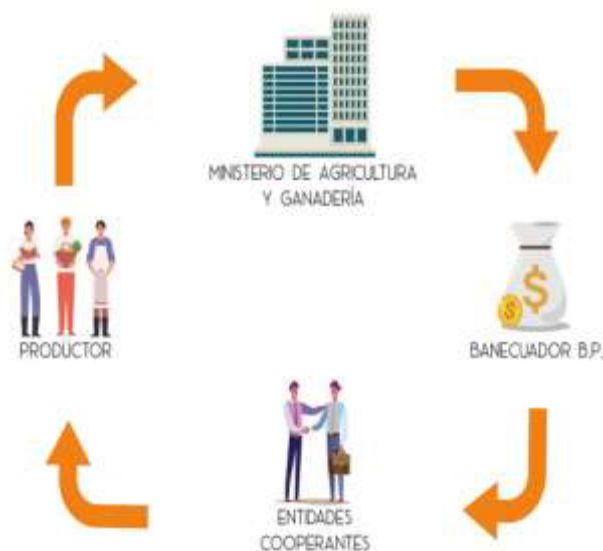 MINISTERIO DE AGRICULTURA
Y GANADERÍA
$
$
PRODUCTOR
BANECUADOR B.P.
ENTIDADES
COOPERANTES